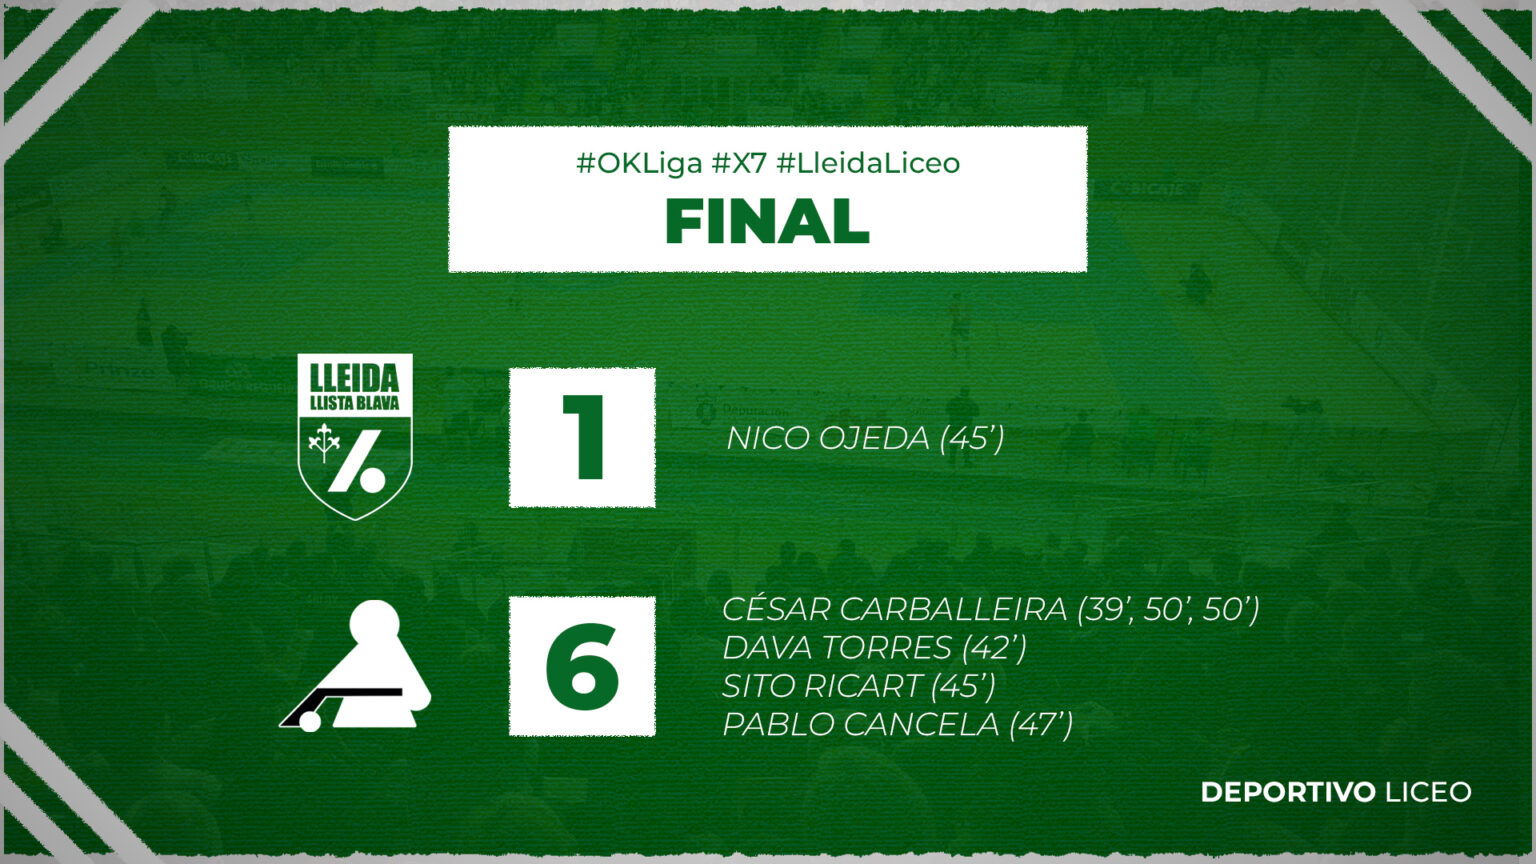 #OKLiga #X7 #LleidaLiceo
FINAL
LLEIDA
LLISTA BLAVA
1
NICO OJEDA (45’)
6
CÉSAR CARBALLEIRA (39’, 50’, 50’)
DAVA TORRES (42’)
SITO RICART (45’)
PABLO CANCELA (47’)
DEPORTIVO LICEO